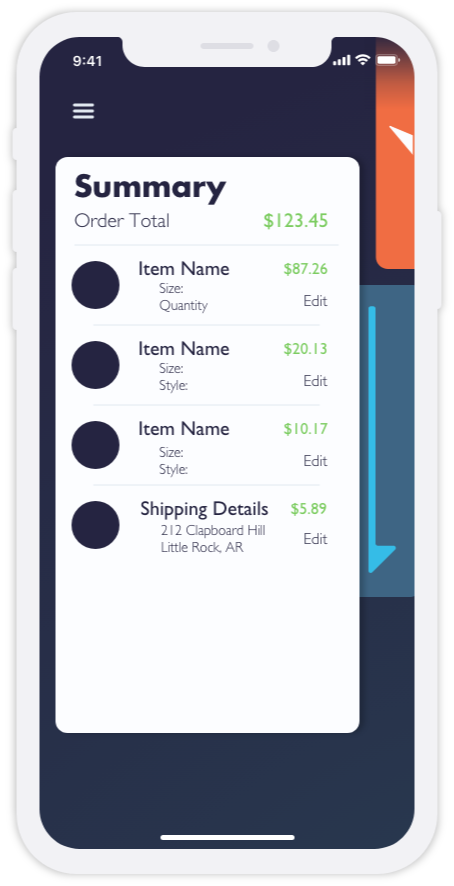 9:41
Summary
Order Total $123.45
Item Name $87.26
Size:
Quantity Edit
Item Name $20.13
Size:
Style: Edit
Item Name $10.17
Size:
Style: Edit
Shipping Details $5.89
212 Clapboard Hill
Little Rock, AR Edit